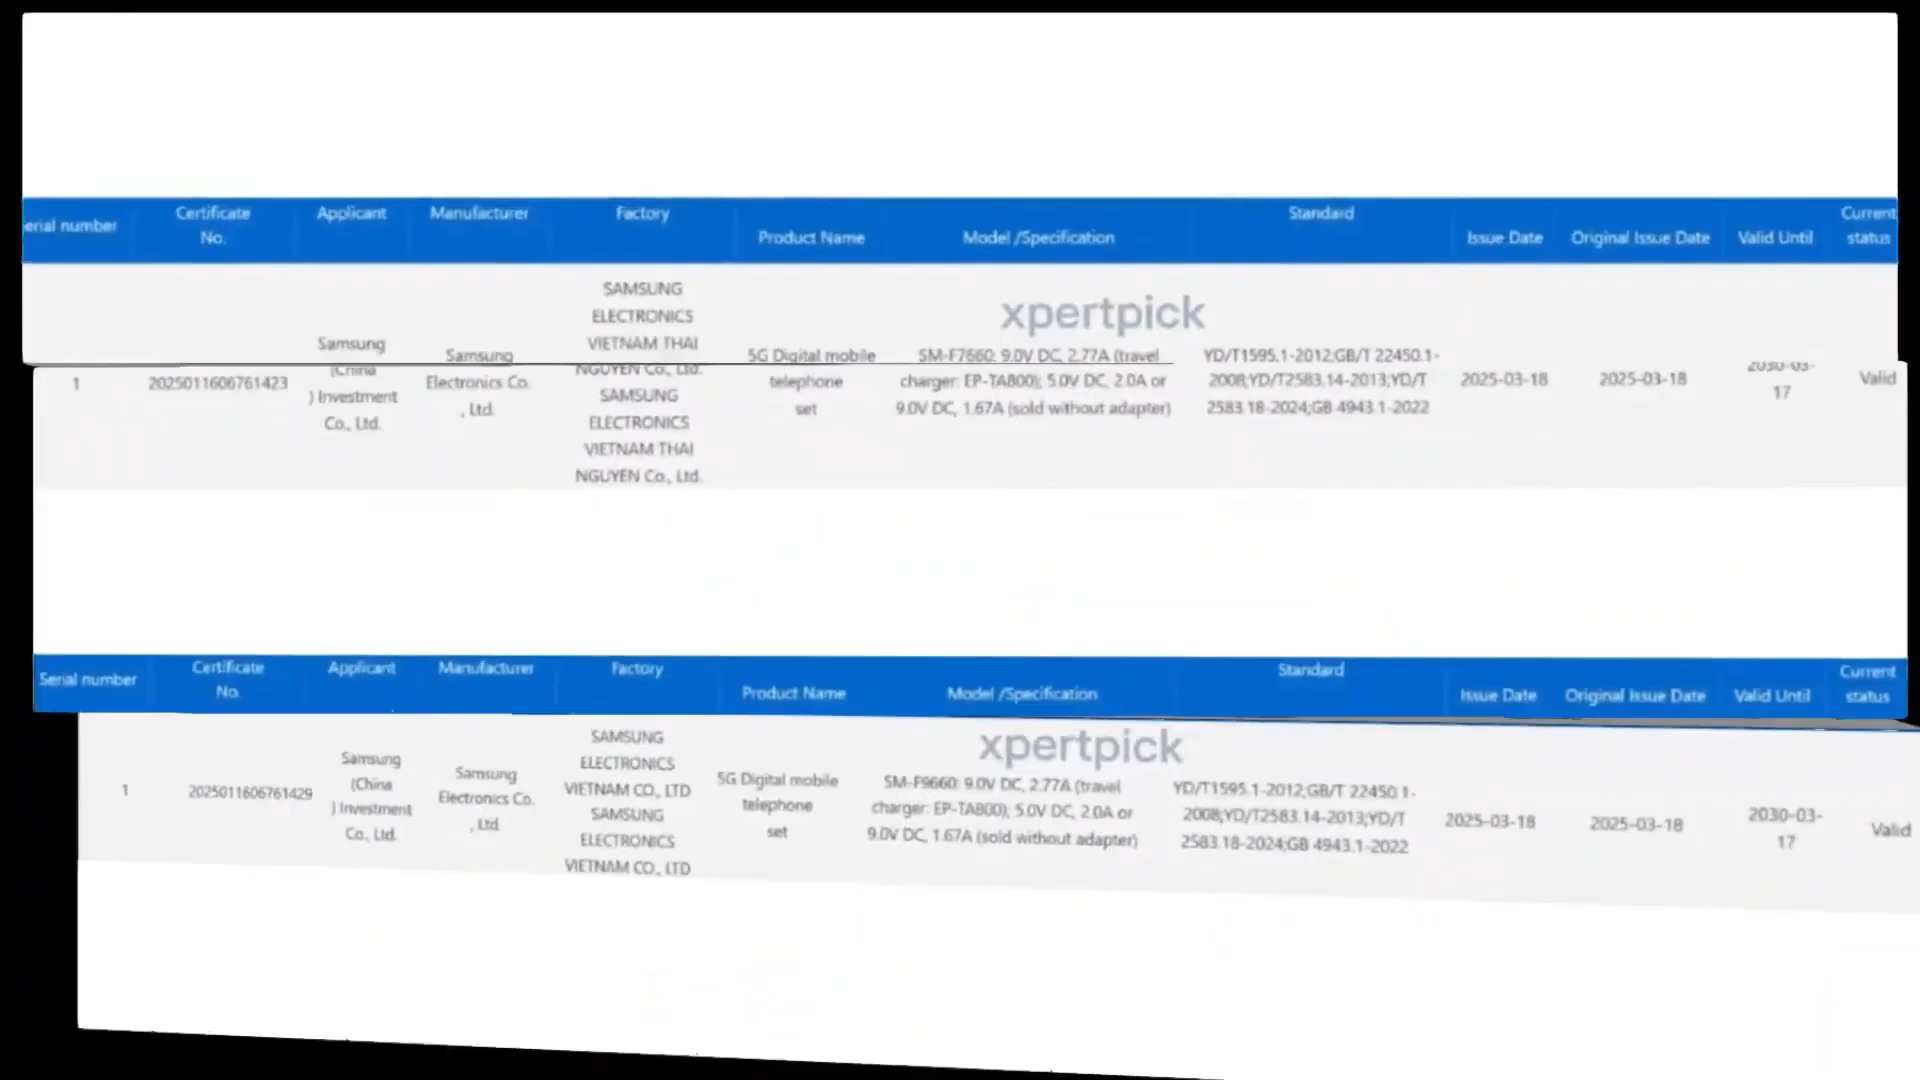 erial number
Certificate
No.
Applicant
Manufacturer
Factory
Product Name
Model /Specification
Standard
Issue Date
Original Issue Date
Valid Until
Current
status
1
2025011606761423
Samsung
(China
) Investment
Co., Ltd.
Samsung
Electronics Co.
, Ltd.
SAMSUNG
ELECTRONICS
VIETNAM THAI
NGUYEN Co., Ltd.
SAMSUNG
ELECTRONICS
VIETNAM THAI
NGUYEN Co., Ltd.
5G Digital mobile
telephone
set
xpertpick
SM-F7660: 9.0V DC, 2.77A (travel
charger: EP-TA800); 5.0V DC, 2.0A or
9.0V DC, 1.67A (sold without adapter)
YD/T1595.1-2012;GB/T 22450.1-
2008;YD/T2583.14-2013;YD/T
2583.18-2024;GB 4943.1-2022
2025-03-18
2025-03-18
2030-03-
17
Valid
Serial number
Certificate
No.
Applicant
Manufacturer
Factory
Product Name
Model /Specification
Standard
Issue Date
Original Issue Date
Valid Until
Current
status
1
2025011606761429
Samsung
(China
) Investment
Co., Ltd.
Samsung
Electronics Co.
, Ltd.
SAMSUNG
ELECTRONICS
VIETNAM CO., LTD
SAMSUNG
ELECTRONICS
VIETNAM CO., LTD
5G Digital mobile
telephone
set
xpertpick
SM-F9660: 9.0V DC, 2.77A (travel
charger: EP-TA800); 5.0V DC, 2.0A or
9.0V DC, 1.67A (sold without adapter)
YD/T1595.1-2012;GB/T 22450.1-
2008;YD/T2583.14-2013;YD/T
2583.18-2024;GB 4943.1-2022
2025-03-18
2025-03-18
2030-03-
17
Valid